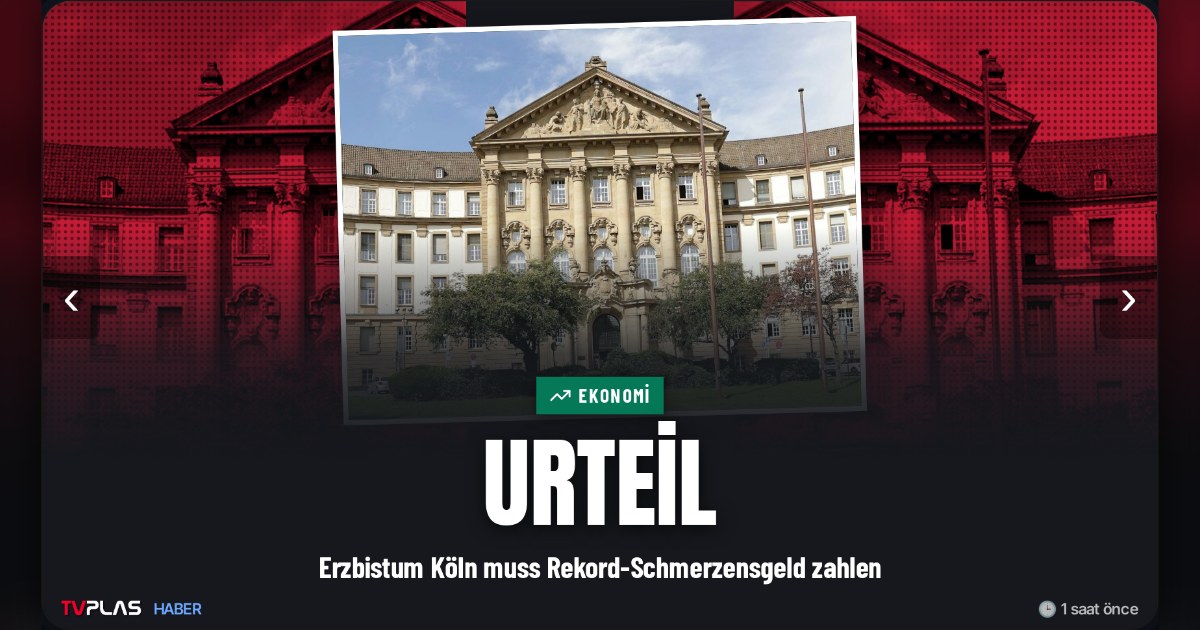 EKONOMİ
URTEİL
Erzbistum Köln muss Rekord-Schmerzensgeld zahlen
TVPLAS HABER
1 saat önce